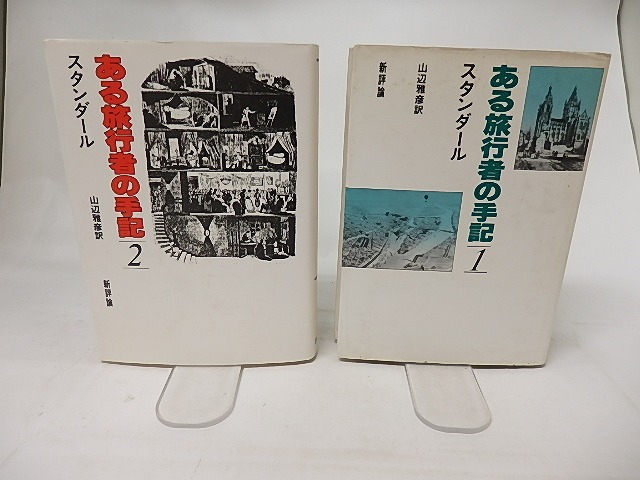 ある旅行者の手記
2
スタンダール
山辺雅彦訳
新評論
ある旅行者の手記
1
スタンダール
山辺雅彦訳
新評論